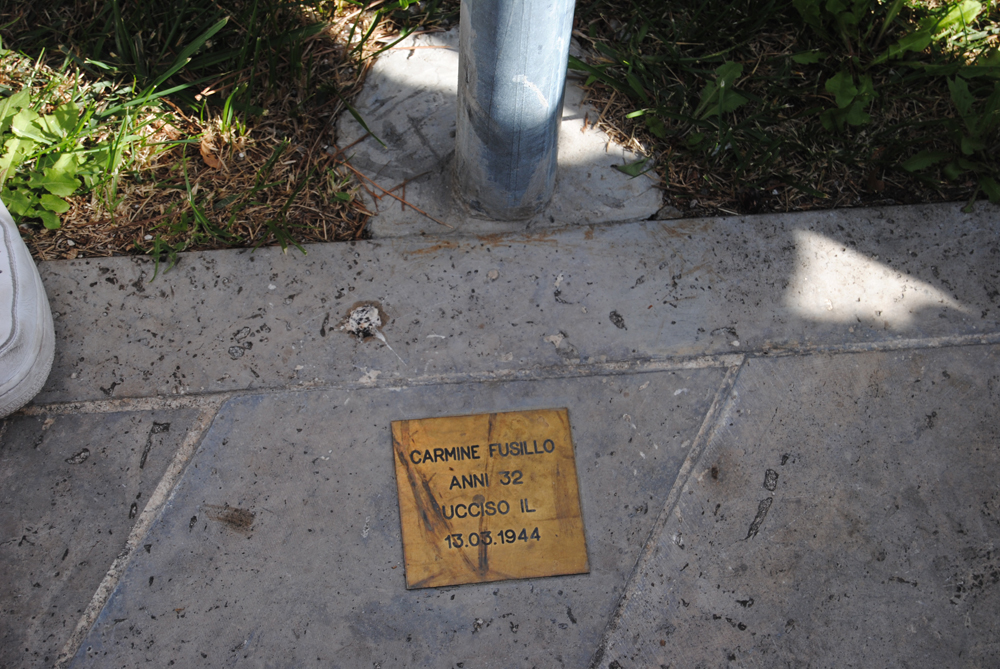 CARMINE FUSILLO
ANNI 32
UCCISO IL
13.03.1944